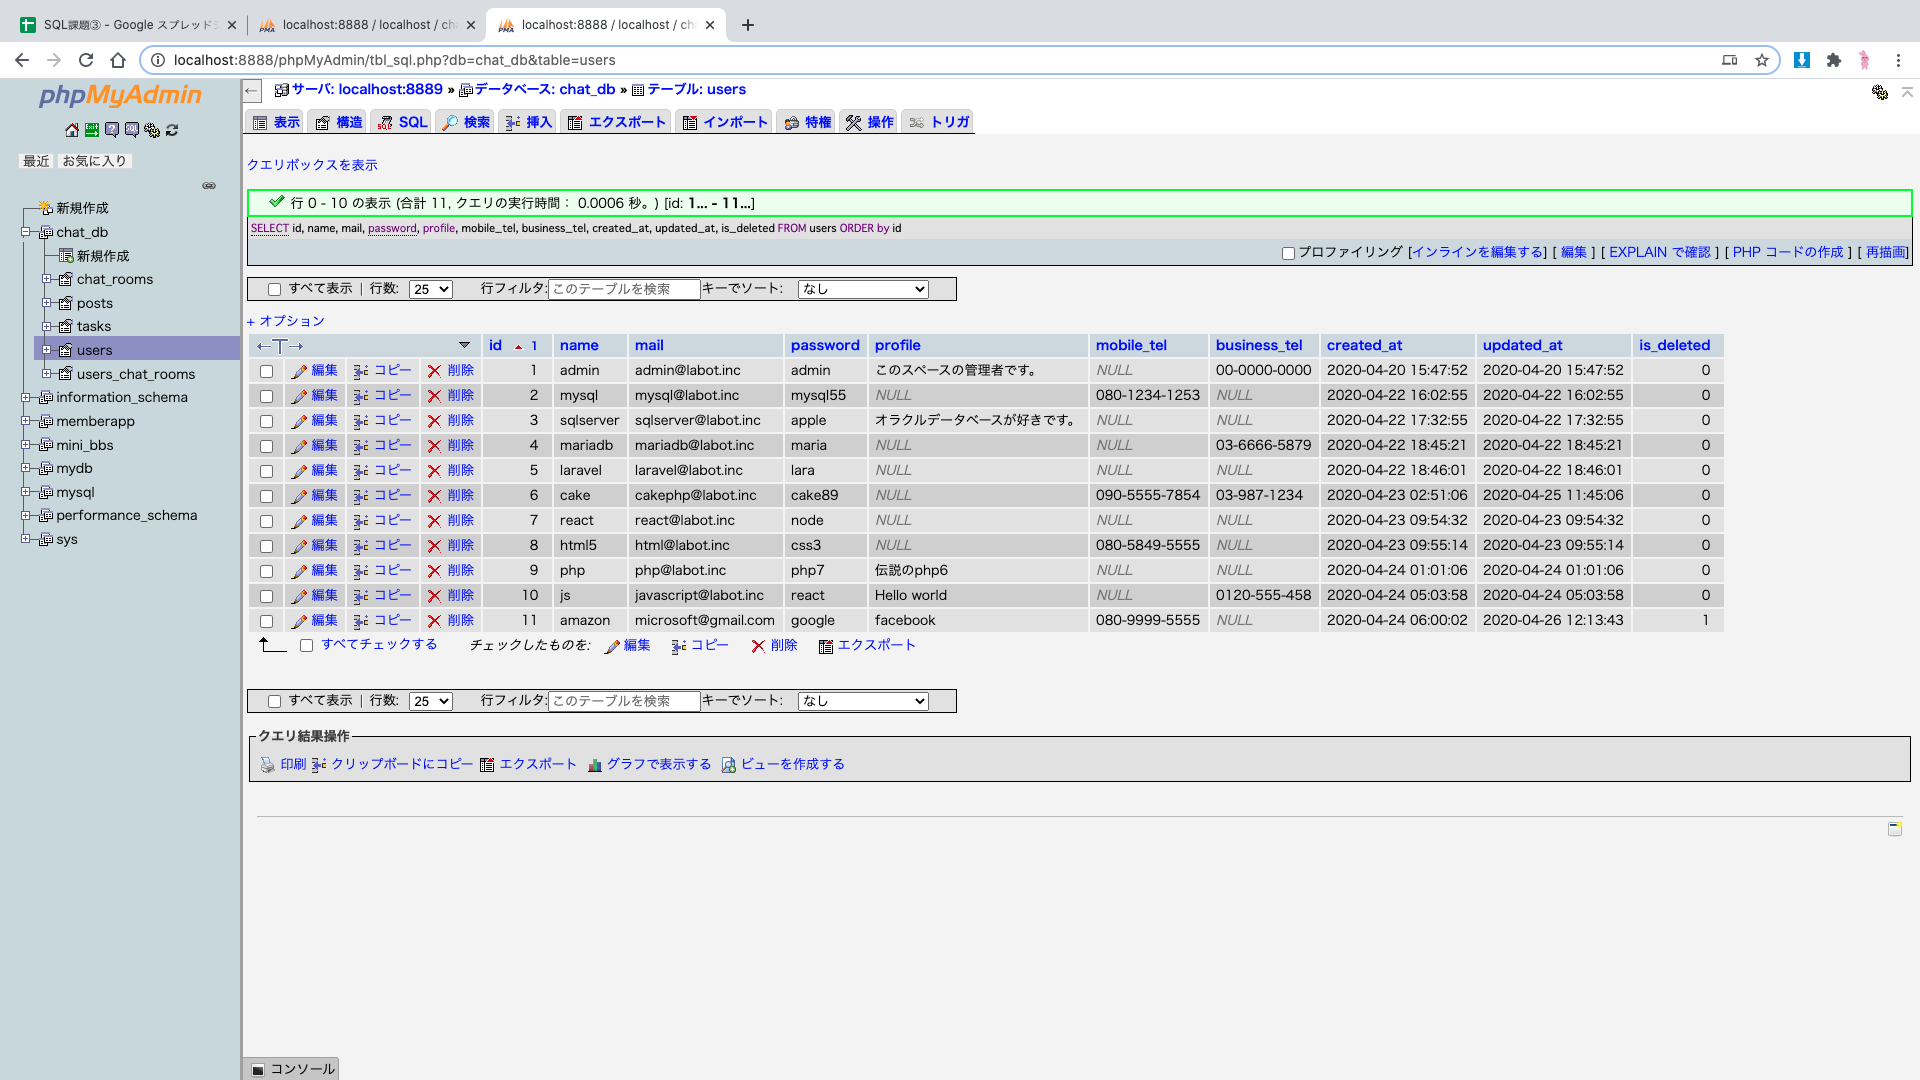 SQL課題③ - Google スプレッド
localhost:8888 / localhost / ch
localhost:8888 / localhost / ch
localhost:8888/phpMyAdmin/tbl_sql.php?db=chat_db&table=users
phpMyAdmin
最近 お気に入り
新規作成
chat_db
新規作成
chat_rooms
posts
tasks
users
users_chat_rooms
information_schema
memberapp
mini_bbs
mydb
mysql
performance_schema
sys
サーバ: localhost:8889 » データベース: chat_db » テーブル: users
表示 構造 SQL 検索 挿入 エクスポート インポート 特権 操作 トリガ
クエリボックスを表示
行 0 - 10 の表示 (合計 11, クエリの実行時間： 0.0006 秒。) [id: 1... - 11...]
SELECT id, name, mail, password, profile, mobile_tel, business_tel, created_at, updated_at, is_deleted FROM users ORDER by id
プロファイリング [インラインを編集する] [ 編集 ] [ EXPLAIN で確認 ] [ PHP コードの作成 ] [ 再描画]
すべて表示 | 行数: 25 行フィルタ: このテーブルを検索 キーでソート: なし
+ オプション
←T→ id 1 name mail password profile mobile_tel business_tel created_at updated_at is_deleted
編集 コピー 削除 1 admin admin@labot.inc admin このスペースの管理者です。 NULL 00-0000-0000 2020-04-20 15:47:52 2020-04-20 15:47:52 0
編集 コピー 削除 2 mysql mysql@labot.inc mysql55 NULL 080-1234-1253 NULL 2020-04-22 16:02:55 2020-04-22 16:02:55 0
編集 コピー 削除 3 sqlserver sqlserver@labot.inc apple オラクルデータベースが好きです。 NULL NULL 2020-04-22 17:32:55 2020-04-22 17:32:55 0
編集 コピー 削除 4 mariadb mariadb@labot.inc maria NULL NULL 03-6666-5879 2020-04-22 18:45:21 2020-04-22 18:45:21 0
編集 コピー 削除 5 laravel laravel@labot.inc lara NULL NULL NULL 2020-04-22 18:46:01 2020-04-22 18:46:01 0
編集 コピー 削除 6 cake cakephp@labot.inc cake89 NULL 090-5555-7854 03-987-1234 2020-04-23 02:51:06 2020-04-25 11:45:06 0
編集 コピー 削除 7 react react@labot.inc node NULL NULL NULL 2020-04-23 09:54:32 2020-04-23 09:54:32 0
編集 コピー 削除 8 html5 html@labot.inc css3 NULL 080-5849-5555 NULL 2020-04-23 09:55:14 2020-04-23 09:55:14 0
編集 コピー 削除 9 php php@labot.inc php7 伝説のphp6 NULL NULL 2020-04-24 01:01:06 2020-04-24 01:01:06 0
編集 コピー 削除 10 js javascript@labot.inc react Hello world NULL 0120-555-458 2020-04-24 05:03:58 2020-04-24 05:03:58 0
編集 コピー 削除 11 amazon microsoft@gmail.com google facebook 080-9999-5555 NULL 2020-04-24 06:00:02 2020-04-26 12:13:43 1
すべてチェックする チェックしたものを: 編集 コピー 削除 エクスポート
すべて表示 | 行数: 25 行フィルタ: このテーブルを検索 キーでソート: なし
クエリ結果操作
印刷 クリップボードにコピー エクスポート グラフで表示する ビューを作成する
コンソール